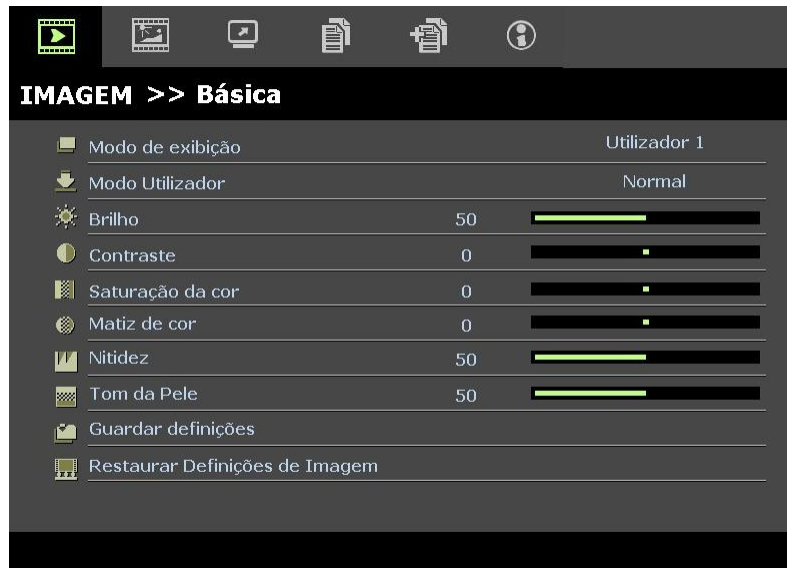 IMAGEM >> Básica
Modo de exibição Utilizador 1
Modo Utilizador Normal
Brilho 50
Contraste 0
Saturação da cor 0
Matiz de cor 0
Nitidez 50
Tom da Pele 50
Guardar definições
Restaurar Definições de Imagem